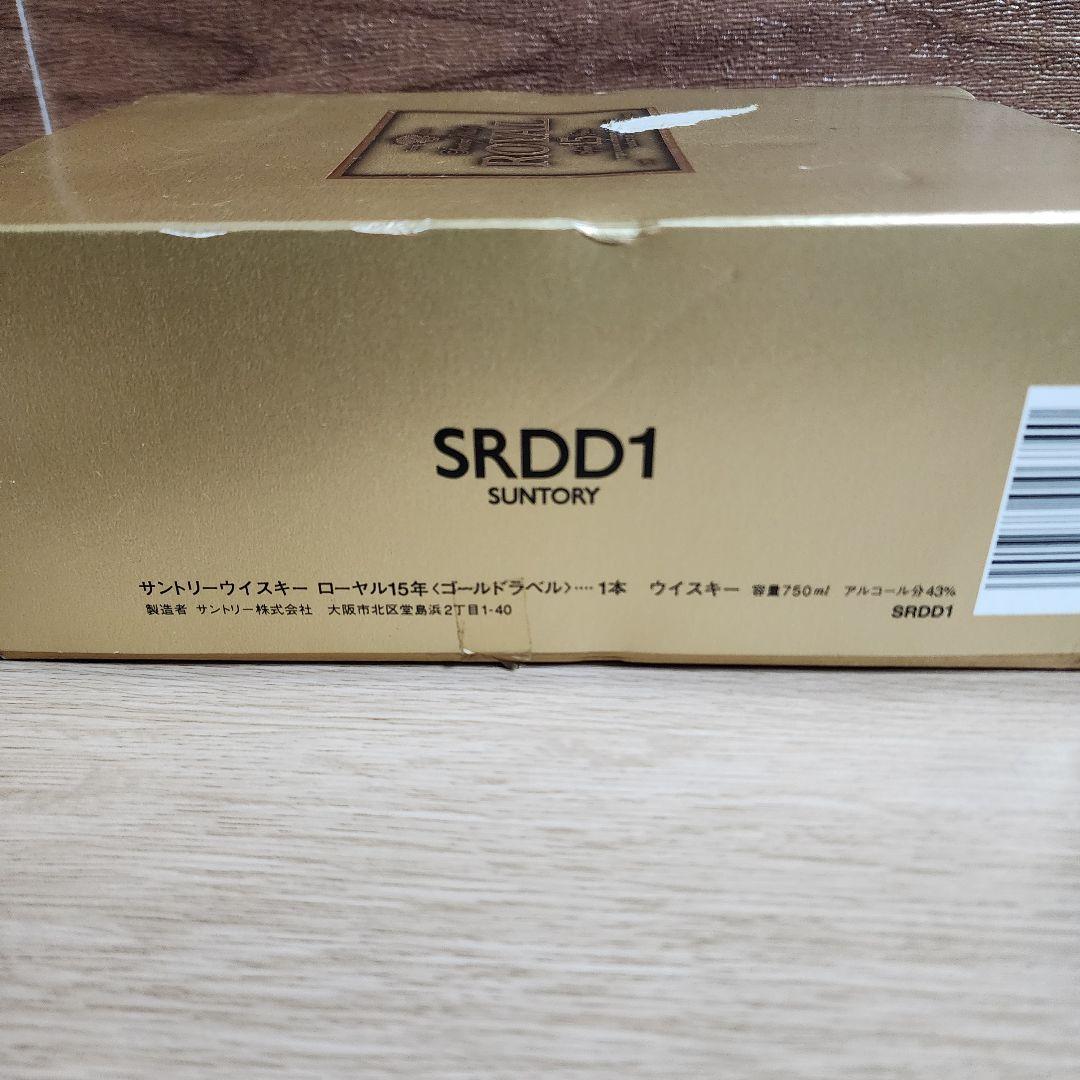 ROYAL
15
SRDD1
SUNTORY
サントリーウイスキー ローヤル15年〈ゴールドラベル〉‥‥1本 ウイスキー 容量750㎖ アルコール分43%
製造者 サントリー株式会社 大阪市北区堂島浜2丁目1-40
SRDD1